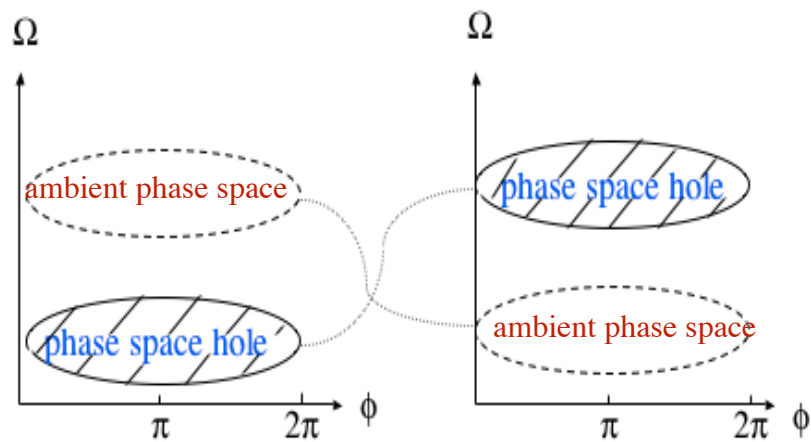 Ω
ambient phase space
phase space hole
π
2π
ϕ
Ω
phase space hole
ambient phase space
π
2π
ϕ